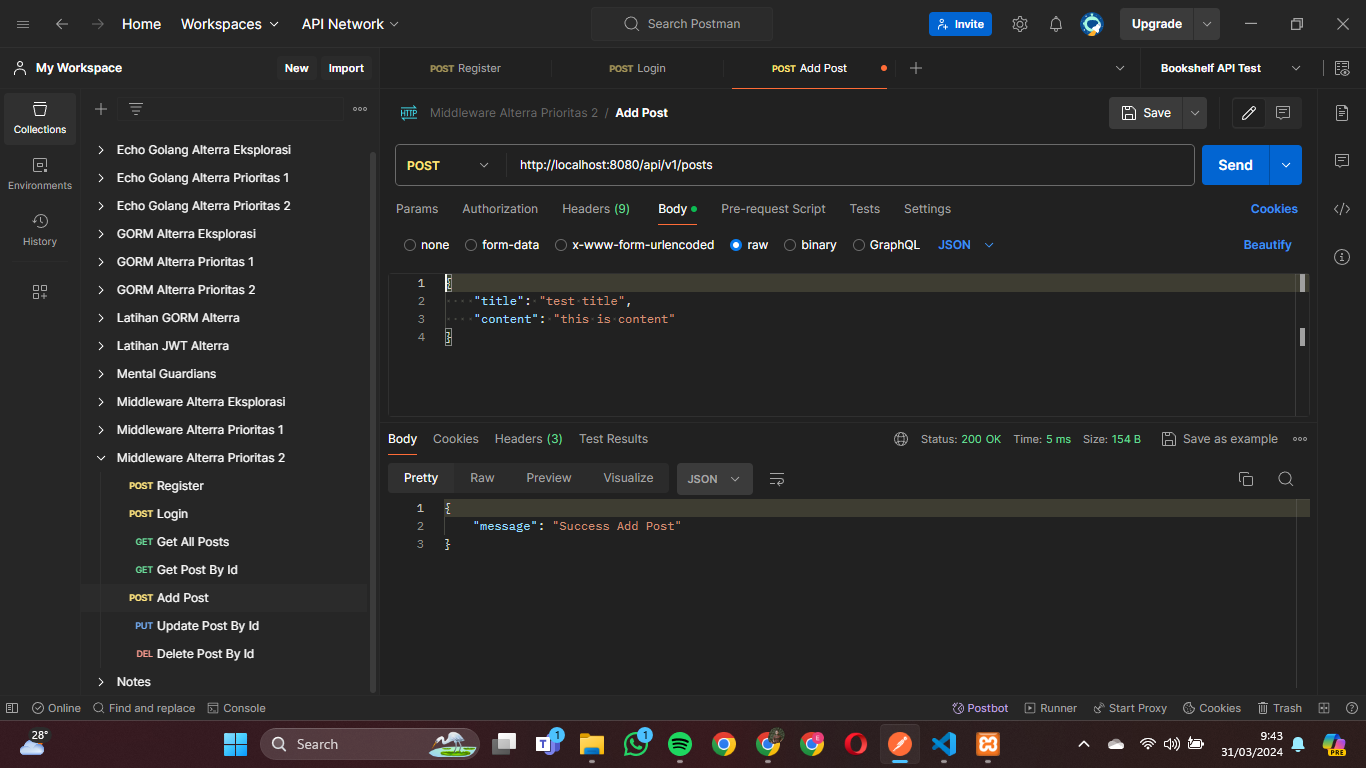 Home Workspaces API Network Search Postman Invite Upgrade
My Workspace New Import POST Register POST Login POST Add Post Bookshelf API Test
Collections
Environments
History
Echo Golang Alterra Eksplorasi
Echo Golang Alterra Prioritas 1
Echo Golang Alterra Prioritas 2
GORM Alterra Eksplorasi
GORM Alterra Prioritas 1
GORM Alterra Prioritas 2
Latihan GORM Alterra
Latihan JWT Alterra
Mental Guardians
Middleware Alterra Eksplorasi
Middleware Alterra Prioritas 1
Middleware Alterra Prioritas 2
POST Register
POST Login
GET Get All Posts
GET Get Post By Id
POST Add Post
PUT Update Post By Id
DEL Delete Post By Id
Notes
HTTP Middleware Alterra Prioritas 2 / Add Post Save
POST http://localhost:8080/api/v1/posts Send
Params Authorization Headers (9) Body Pre-request Script Tests Settings Cookies
none form-data x-www-form-urlencoded raw binary GraphQL JSON Beautify
1 {
2 "title": "test title",
3 "content": "this is content"
4 }
Body Cookies Headers (3) Test Results Status: 200 OK Time: 5 ms Size: 154 B Save as example
Pretty Raw Preview Visualize JSON
1 {
2 "message": "Success Add Post"
3 }
Online Find and replace Console Postbot Runner Start Proxy Cookies Trash
28° Search 1 1 9:43
31/03/2024
PRE